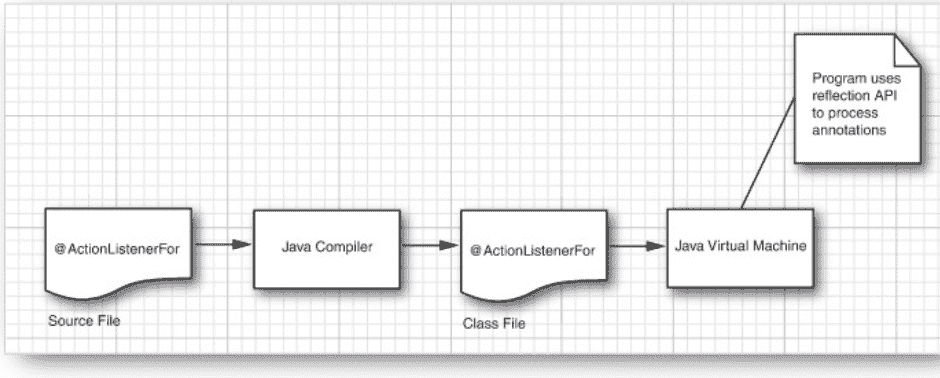 Program uses
reflection API
to process
annotations
@ActionListenerFor
Java Compiler
@ActionListenerFor
Java Virtual Machine
Source File
Class File